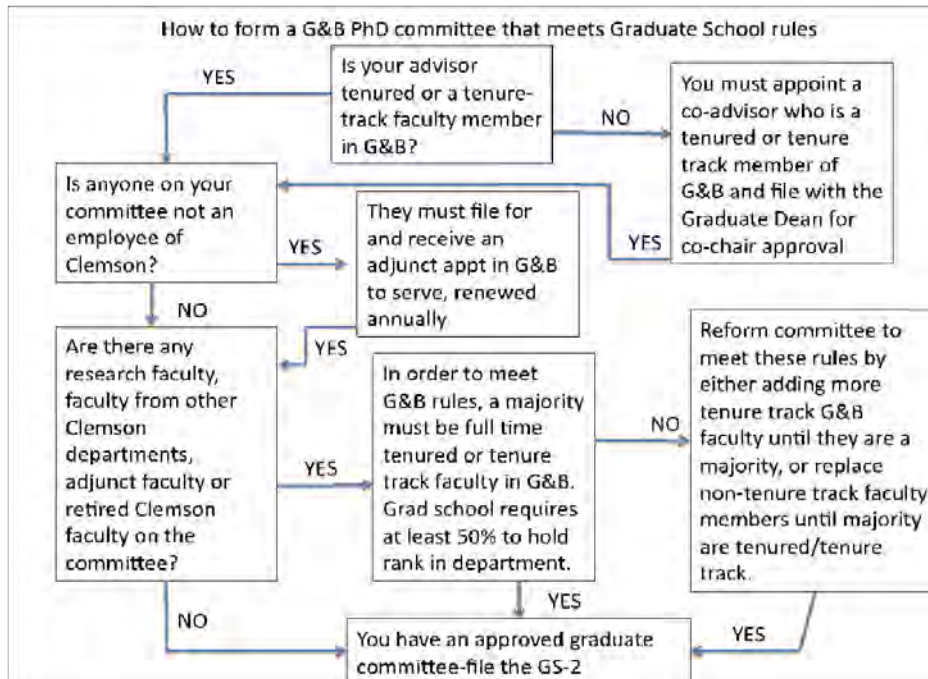 How to form a G&B PhD committee that meets Graduate School rules
YES
Is your advisor
tenured or a tenure-
track faculty member
in G&B?
NO
You must appoint a
co-advisor who is a
tenured or tenure
track member of
G&B and file with the
Graduate Dean for
co-chair approval
YES
Is anyone on your
committee not an
employee of
Clemson?
YES
They must file for
and receive an
adjunct appt in G&B
to serve, renewed
annually
YES
NO
Are there any
research faculty,
faculty from other
Clemson
departments,
adjunct faculty or
retired Clemson
faculty on the
committee?
YES
In order to meet
G&B rules, a majority
must be full time
tenured or tenure
track faculty in G&B.
Grad school requires
at least 50% to hold
rank in department.
NO
Reform committee to
meet these rules by
either adding more
tenure track G&B
faculty until they are a
majority, or replace
non-tenure track faculty
members until majority
are tenured/tenure
track.
NO
YES
YES
You have an approved graduate
committee-file the GS-2